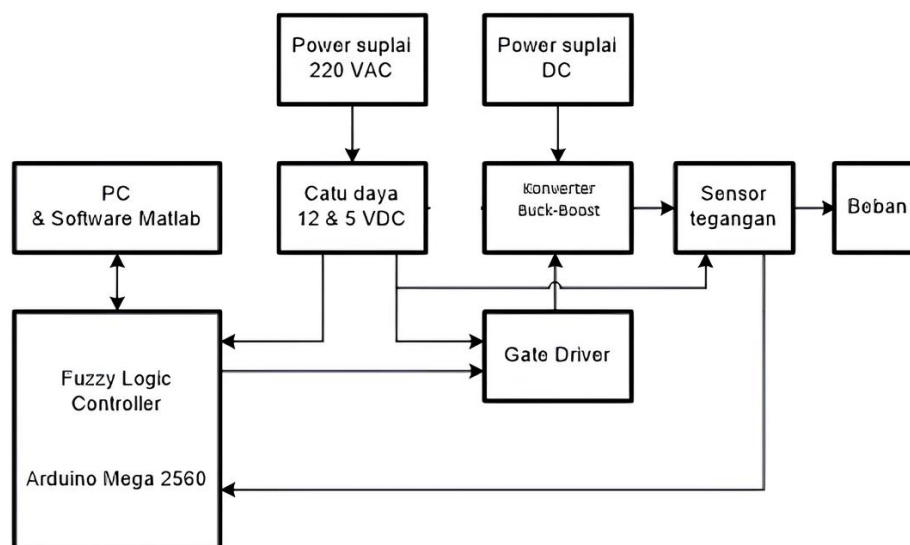 Power suplai
220 VAC
Power suplai
DC
PC
& Software Matlab
Catu daya
12 & 5 VDC
Konverter
Buck-Boost
Sensor
tegangan
Beban
Fuzzy Logic
Controller
Arduino Mega 2560
Gate Driver